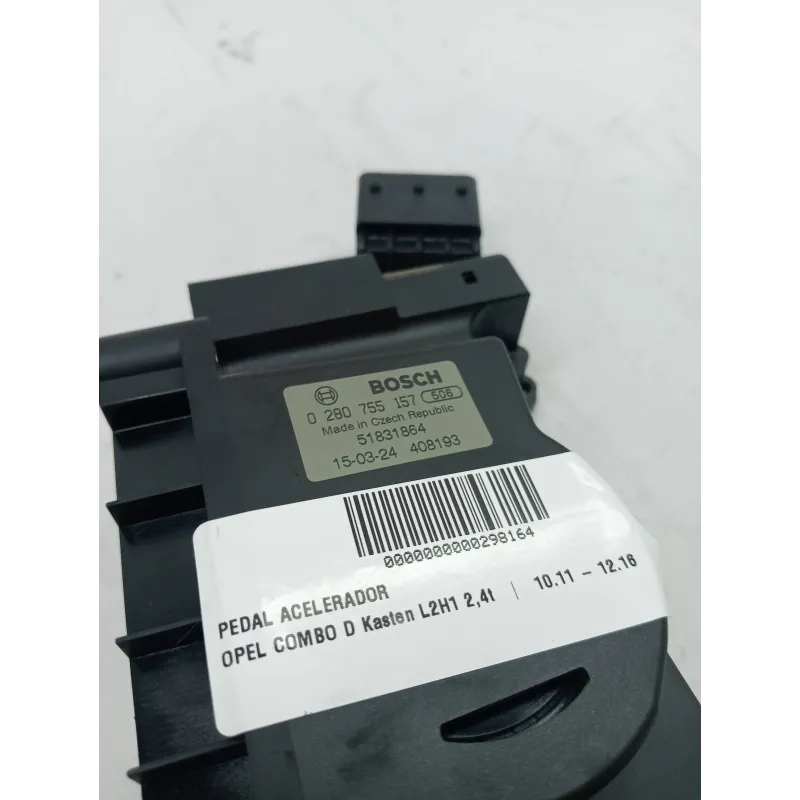 BOSCH
0 280 755 157 506
Made in Czech Republic
51831864
15-03-24 408193
0000000000298164
PEDAL ACELERADOR
OPEL COMBO D Kasten L2H1 2,4t | 10.11 - 12.16